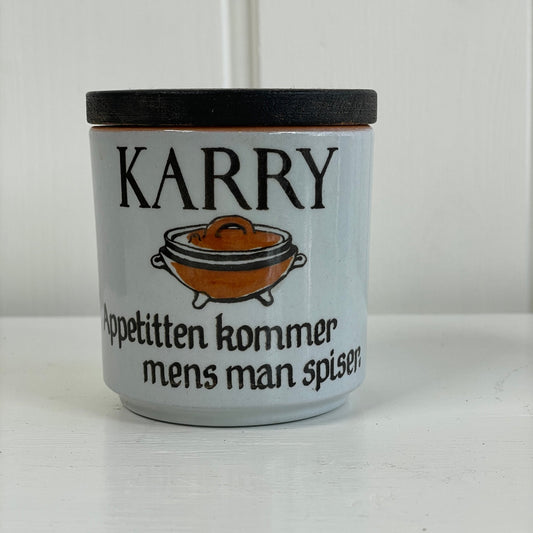 KARRY
Appetitten kommer
mens man spiser.